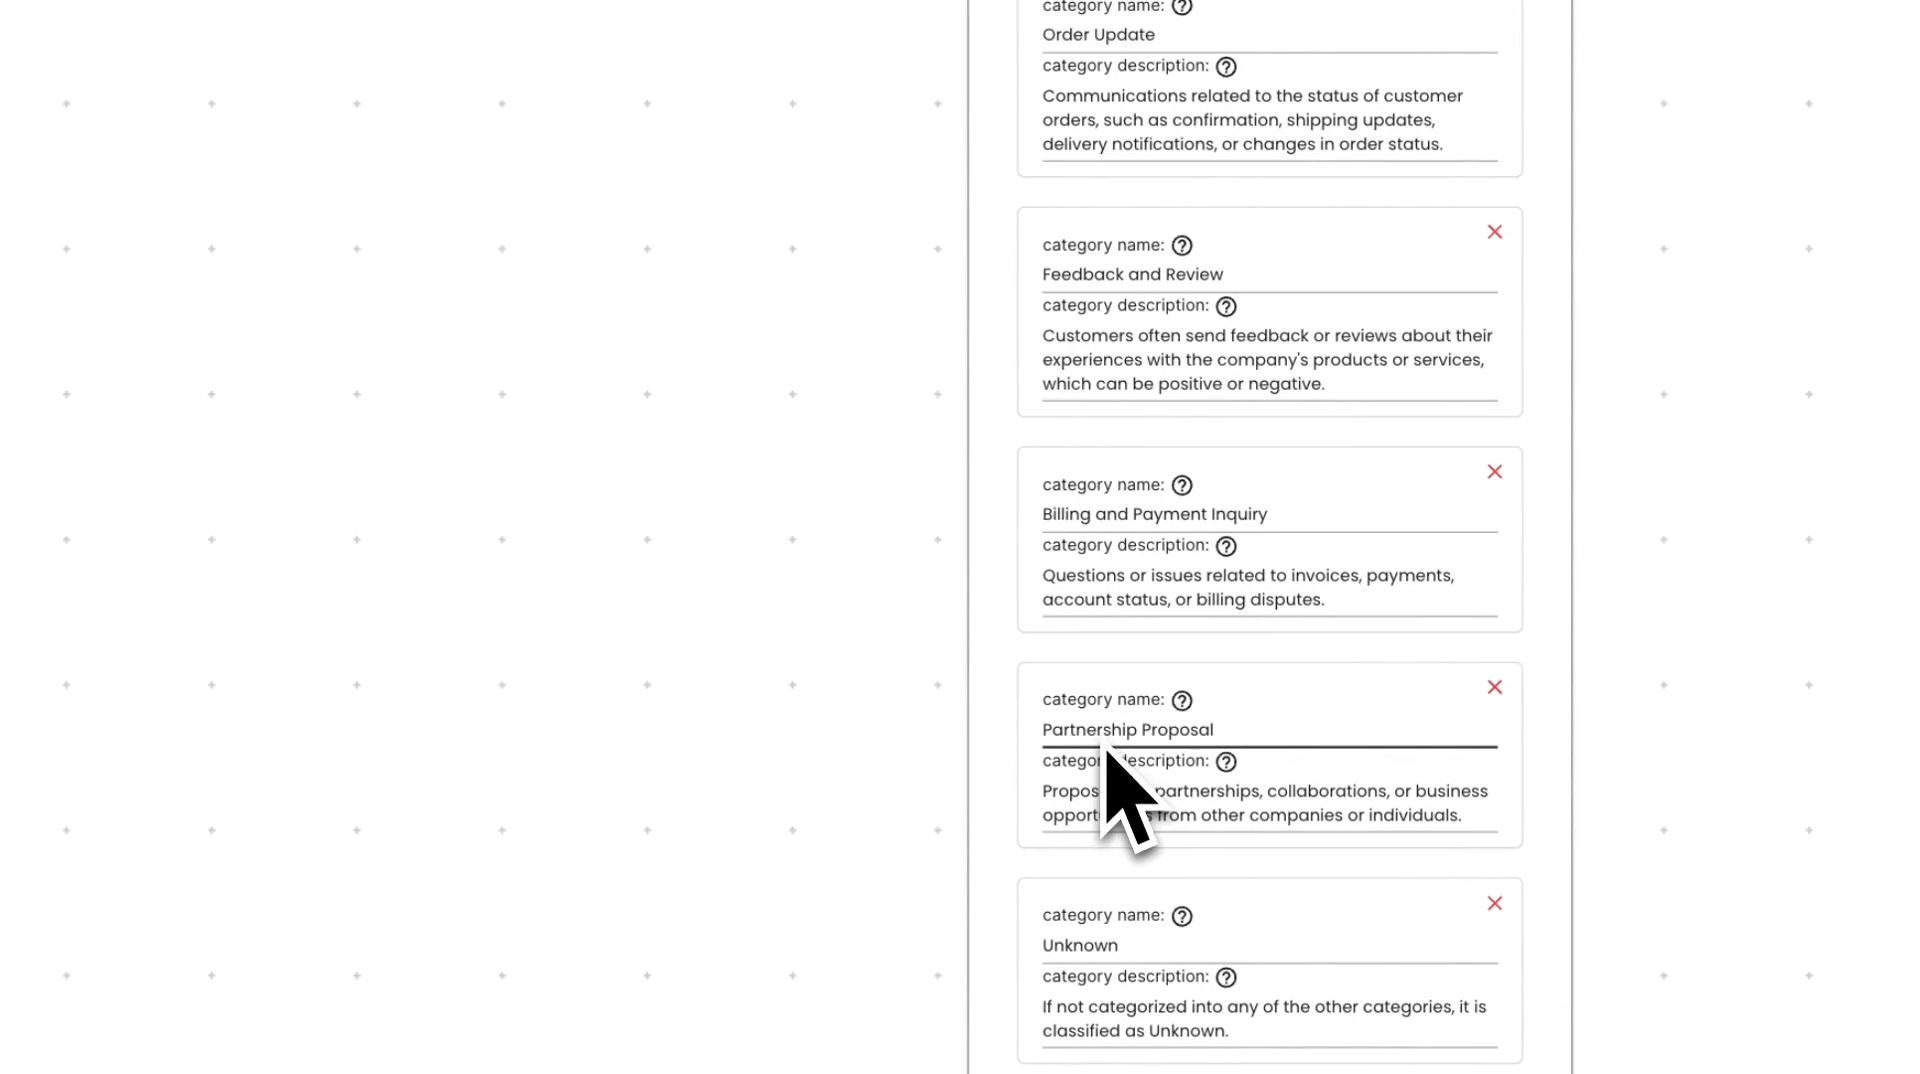 category name:
Order Update
category description:
Communications related to the status of customer
orders, such as confirmation, shipping updates,
delivery notifications, or changes in order status.
category name:
Feedback and Review
category description:
Customers often send feedback or reviews about their
experiences with the company's products or services,
which can be positive or negative.
category name:
Billing and Payment Inquiry
category description:
Questions or issues related to invoices, payments,
account status, or billing disputes.
category name:
Partnership Proposal
description:
partnerships, collaborations, or business
from other companies or individuals.
category name:
Unknown
category description:
If not categorized into any of the other categories, it is
classified as Unknown.